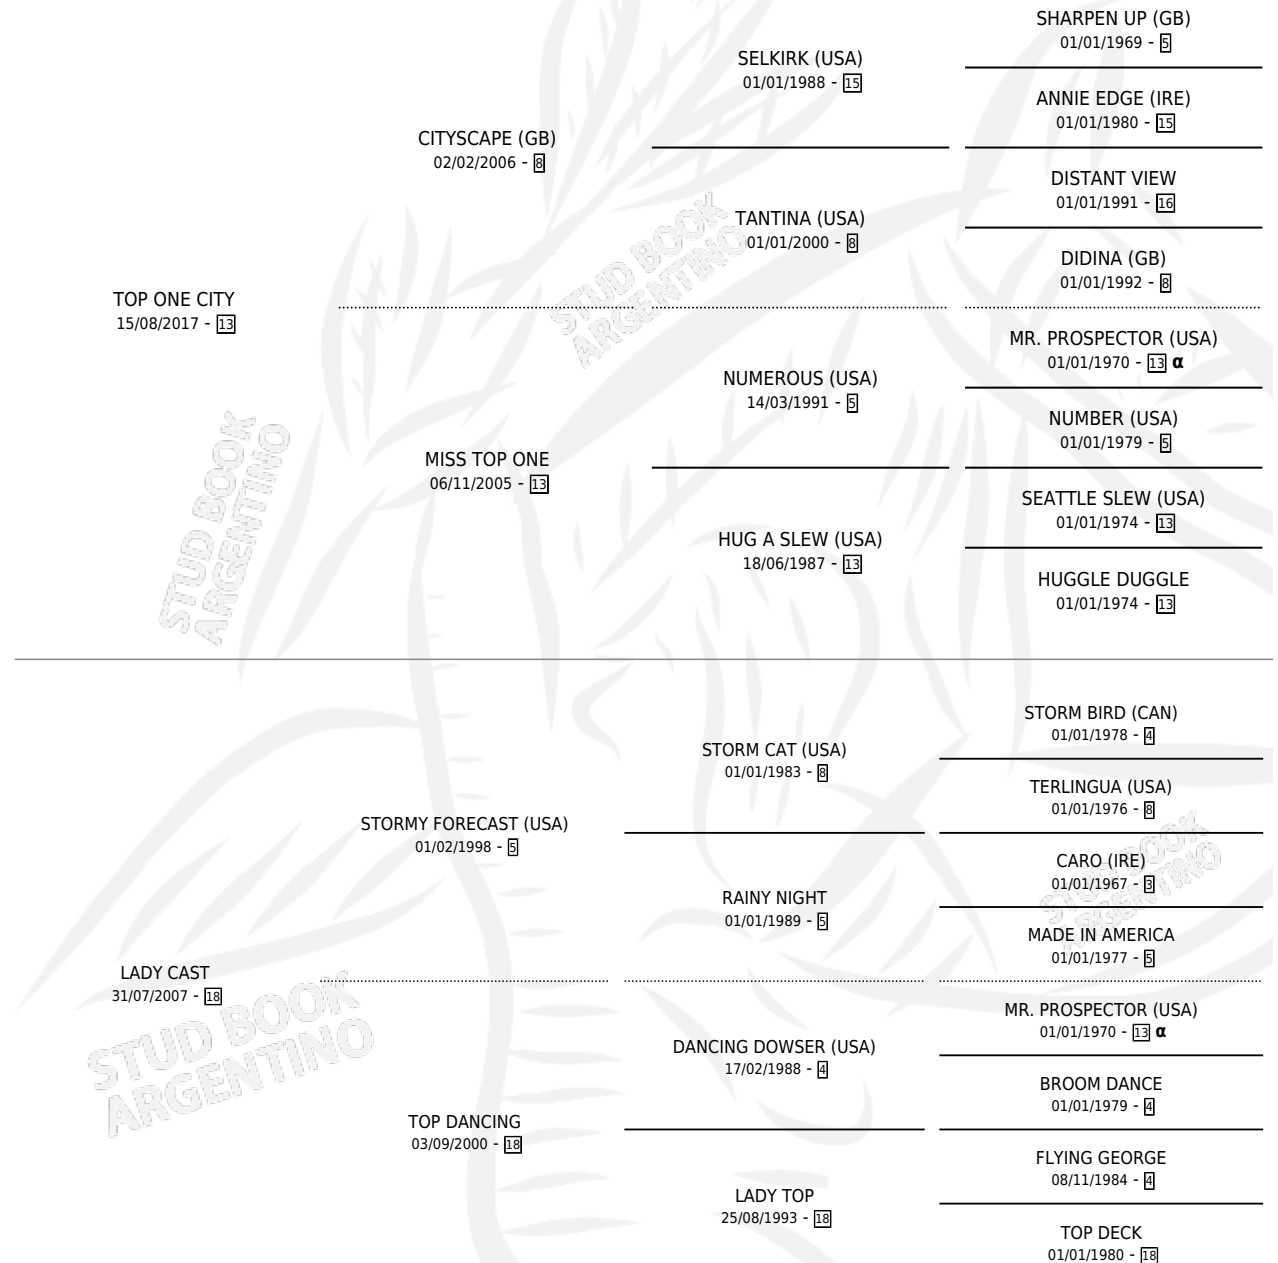 SHARPEN UP (GB)
01/01/1969 - 5
SELKIRK (USA)
01/01/1988 - 15
ANNIE EDGE (IRE)
01/01/1980 - 15
CITYSCAPE (GB)
02/02/2006 - 8
DISTANT VIEW
01/01/1991 - 16
TANTINA (USA)
01/01/2000 - 8
DIDINA (GB)
01/01/1992 - 8
TOP ONE CITY
15/08/2017 - 13
MR. PROSPECTOR (USA)
01/01/1970 - 13 α
NUMEROUS (USA)
14/03/1991 - 5
NUMBER (USA)
01/01/1979 - 5
MISS TOP ONE
06/11/2005 - 13
SEATTLE SLEW (USA)
01/01/1974 - 13
HUG A SLEW (USA)
18/06/1987 - 13
HUGGLE DUGGLE
01/01/1974 - 13
STORM BIRD (CAN)
01/01/1978 - 4
STORM CAT (USA)
01/01/1983 - 8
TERLINGUA (USA)
01/01/1976 - 8
STORMY FORECAST (USA)
01/02/1998 - 5
CARO (IRE)
01/01/1967 - 3
RAINY NIGHT
01/01/1989 - 5
MADE IN AMERICA
01/01/1977 - 5
LADY CAST
31/07/2007 - 18
MR. PROSPECTOR (USA)
01/01/1970 - 13 α
DANCING DOWSER (USA)
17/02/1988 - 4
BROOM DANCE
01/01/1979 - 4
TOP DANCING
03/09/2000 - 18
FLYING GEORGE
08/11/1984 - 4
LADY TOP
25/08/1993 - 18
TOP DECK
01/01/1980 - 18
STUD BOOK
ARGENTINO
STUD BOOK
ARGENTINO
STUD BOOK
ARGENTINO
STUD BOOK
ARGENTINO